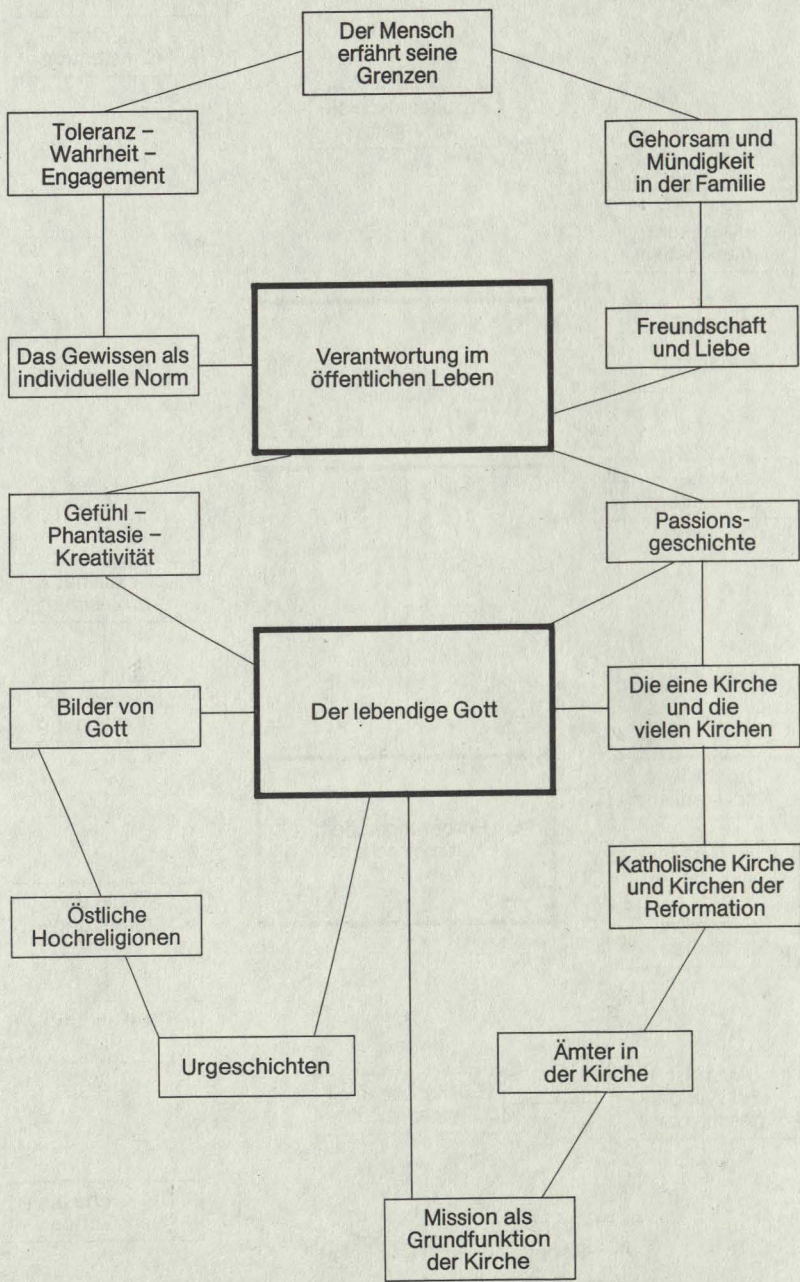 Der Mensch
erfährt seine
Grenzen
Toleranz –
Wahrheit –
Engagement
Gehorsam und
Mündigkeit
in der Familie
Das Gewissen als
individuelle Norm
Verantwortung im
öffentlichen Leben
Freundschaft
und Liebe
Gefühl –
Phantasie –
Kreativität
Passions-
geschichte
Bilder von
Gott
Der lebendige Gott
Die eine Kirche
und die
vielen Kirchen
Östliche
Hochreligionen
Katholische Kirche
und Kirchen der
Reformation
Urgeschichten
Ämter in
der Kirche
Mission als
Grundfunktion
der Kirche